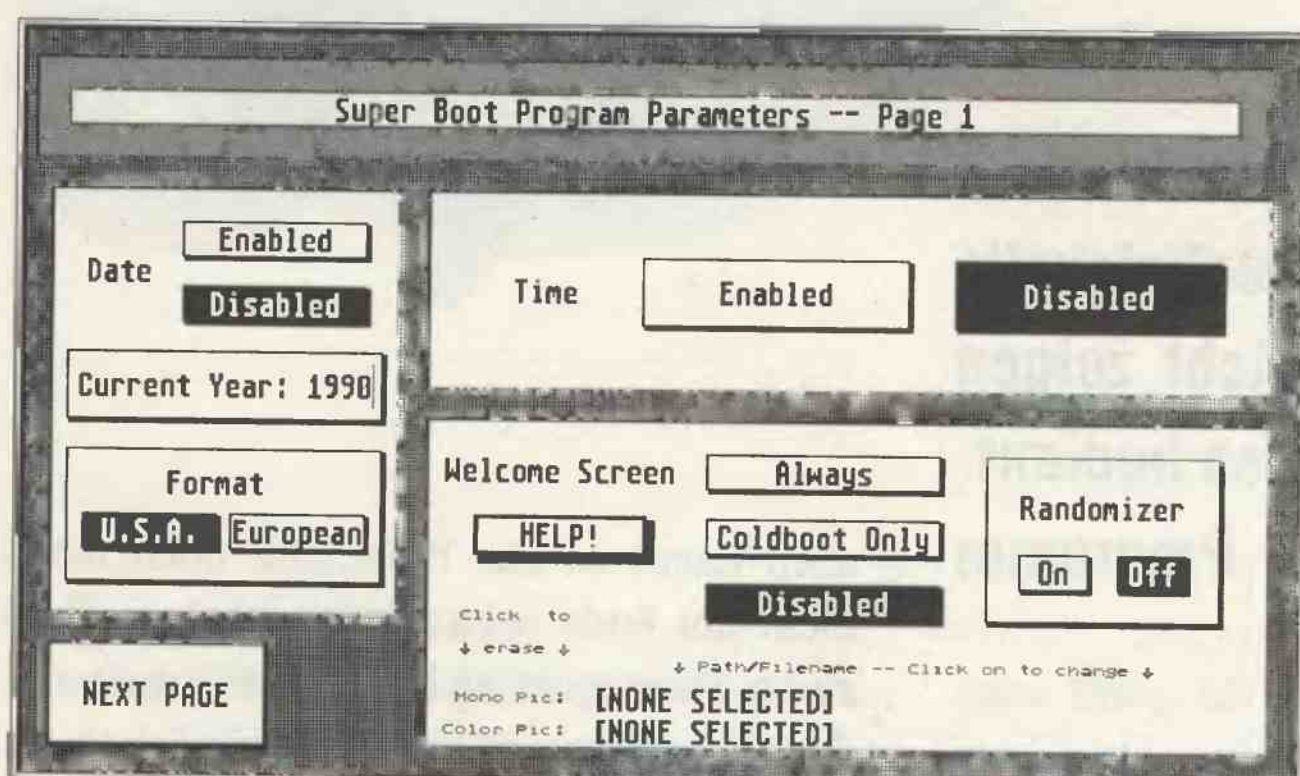 Super Boot Program Parameters -- Page 1
Date
Enabled
Disabled
Current Year: 1990
Format
U.S.A. European
Time Enabled Disabled
Welcome Screen
HELP!
Always
Coldboot Only
Disabled
Randomizer
On Off
Click to
↓ erase ↓
↓ Path/Filename -- Click on to change ↓
Mono Pic: [NONE SELECTED]
Color Pic: [NONE SELECTED]
NEXT PAGE